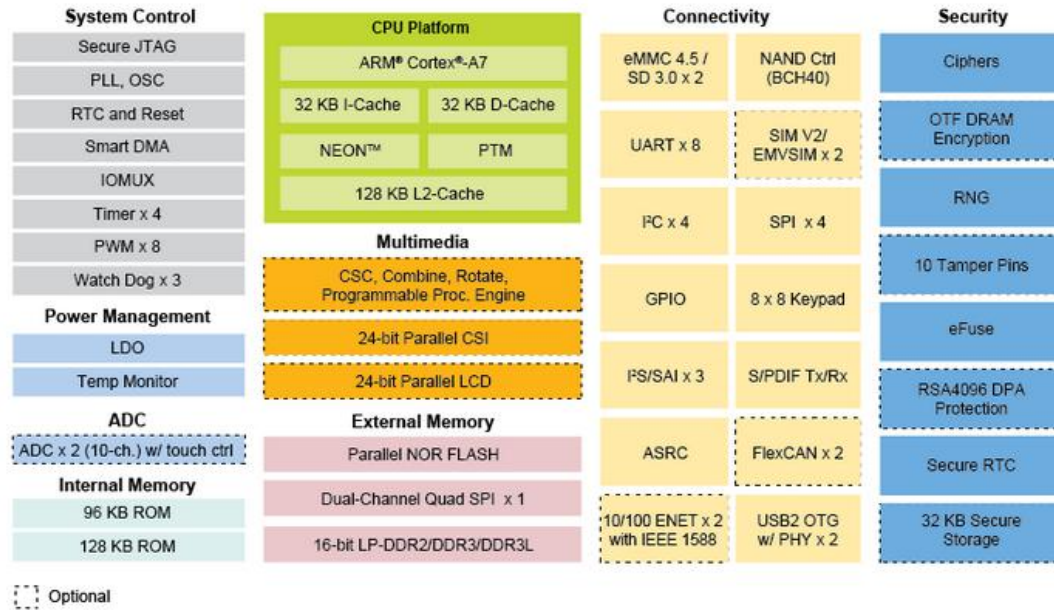 System Control
Secure JTAG
PLL, OSC
RTC and Reset
Smart DMA
IOMUX
Timer x 4
PWM x 8
Watch Dog x 3
Power Management
LDO
Temp Monitor
ADC
ADC x 2 (10-ch.) w/ touch ctrl
Internal Memory
96 KB ROM
128 KB ROM
CPU Platform
ARM® Cortex®-A7
32 KB I-Cache
32 KB D-Cache
NEON™
PTM
128 KB L2-Cache
Multimedia
CSC, Combine, Rotate,
Programmable Proc. Engine
24-bit Parallel CSI
24-bit Parallel LCD
External Memory
Parallel NOR FLASH
Dual-Channel Quad SPI x 1
16-bit LP-DDR2/DDR3/DDR3L
Connectivity
eMMC 4.5 /
SD 3.0 x 2
NAND Ctrl
(BCH40)
UART x 8
SIM V2/
EMVSIM x 2
I²C x 4
SPI x 4
GPIO
8 x 8 Keypad
I²S/SAI x 3
S/PDIF Tx/Rx
ASRC
FlexCAN x 2
10/100 ENET x 2
with IEEE 1588
USB2 OTG
w/ PHY x 2
Security
Ciphers
OTF DRAM
Encryption
RNG
10 Tamper Pins
eFuse
RSA4096 DPA
Protection
Secure RTC
32 KB Secure
Storage
Optional